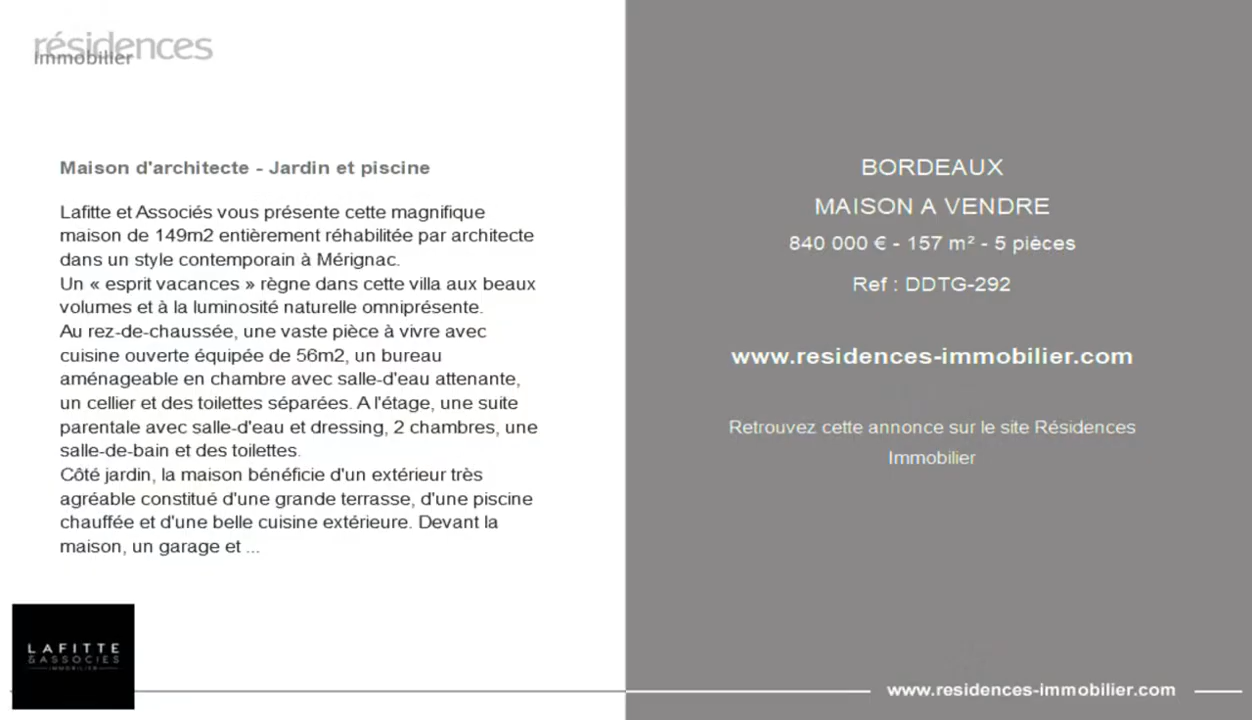 résidences
Immobilier
Maison d'architecte - Jardin et piscine
Lafitte et Associés vous présente cette magnifique
maison de 149m2 entièrement réhabilitée par architecte
dans un style contemporain à Mérignac.
Un « esprit vacances » règne dans cette villa aux beaux
volumes et à la luminosité naturelle omniprésente.
Au rez-de-chaussée, une vaste pièce à vivre avec
cuisine ouverte équipée de 56m2, un bureau
aménageable en chambre avec salle-d'eau attenante,
un cellier et des toilettes séparées. A l'étage, une suite
parentale avec salle-d'eau et dressing, 2 chambres, une
salle-de-bain et des toilettes.
Côté jardin, la maison bénéficie d'un extérieur très
agréable constitué d'une grande terrasse, d'une piscine
chauffée et d'une belle cuisine extérieure. Devant la
maison, un garage et ...
LAFITTE
&ASSOCIES
IMMOBILIER
BORDEAUX
MAISON A VENDRE
840 000 € - 157 m² - 5 pièces
Ref : DDTG-292
www.residences-immobilier.com
Retrouvez cette annonce sur le site Résidences
Immobilier
www.residences-immobilier.com